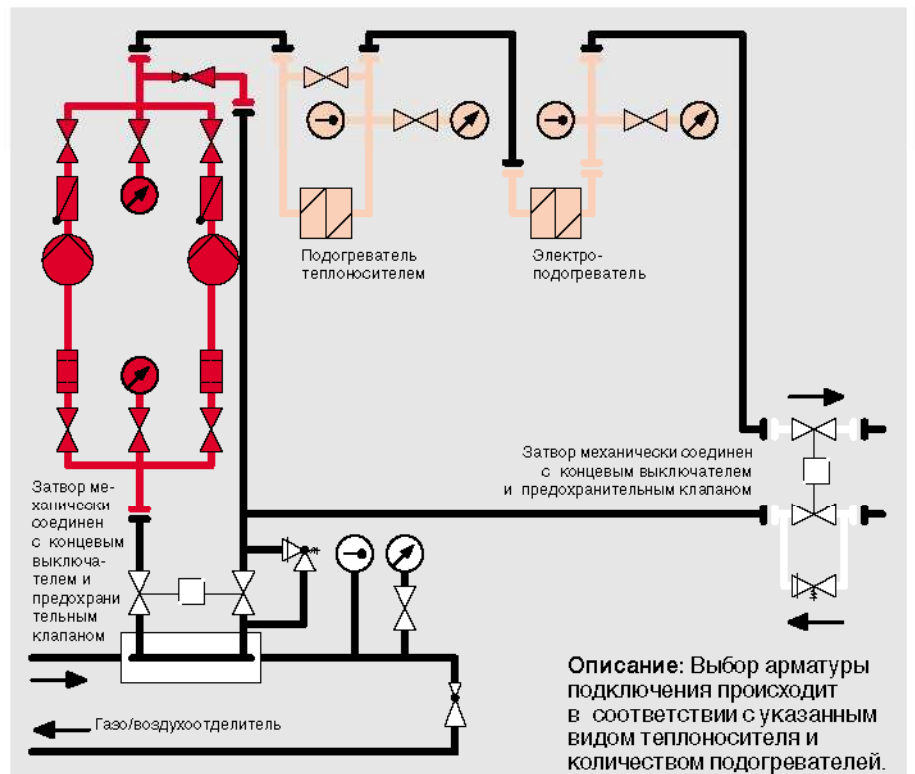 Подогреватель
теплоносителем
Электро-
подогреватель
Затвор механически соединен
с концевым выключателем
и предохранительным клапаном
Затвор ме-
ханически
соединен
с концевым
выключа-
телем и
предохрани
тельным
клапаном
Газо/воздухоотделитель
Описание: Выбор арматуры
подключения происходит
в соответствии с указанным
видом теплоносителя и
количеством подогревателей.